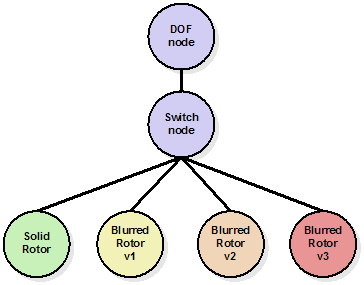 DOF
node
Switch
node
Solid
Rotor
Blurred
Rotor
v1
Blurred
Rotor
v2
Blurred
Rotor
v3